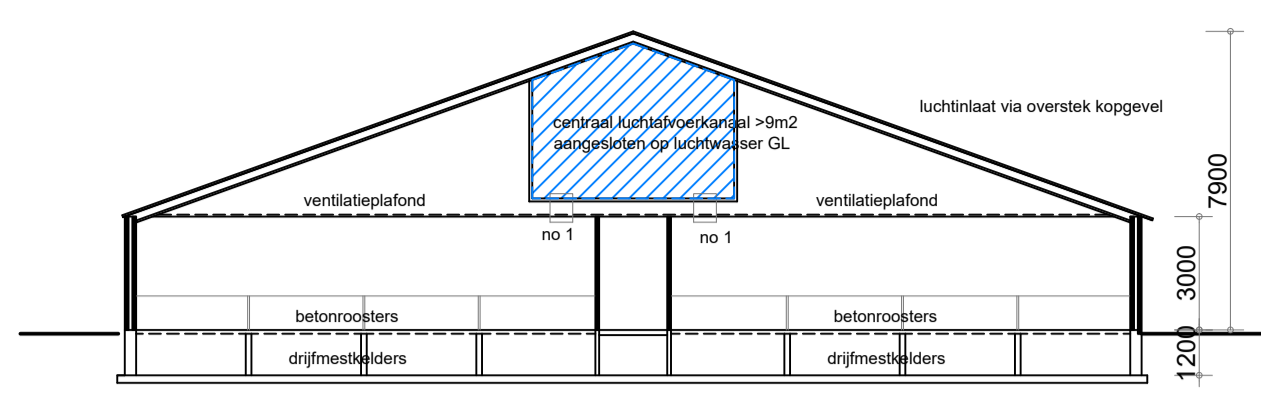 luchtinlaat via overstek kopgevel
centraal luchtafvoerkanaal >9m2
aangesloten op luchtwasser GL
7900
ventilatieplafond
ventilatieplafond
no 1
no 1
3000
betonroosters
betonroosters
1200
drijfmestkelders
drijfmestkelders